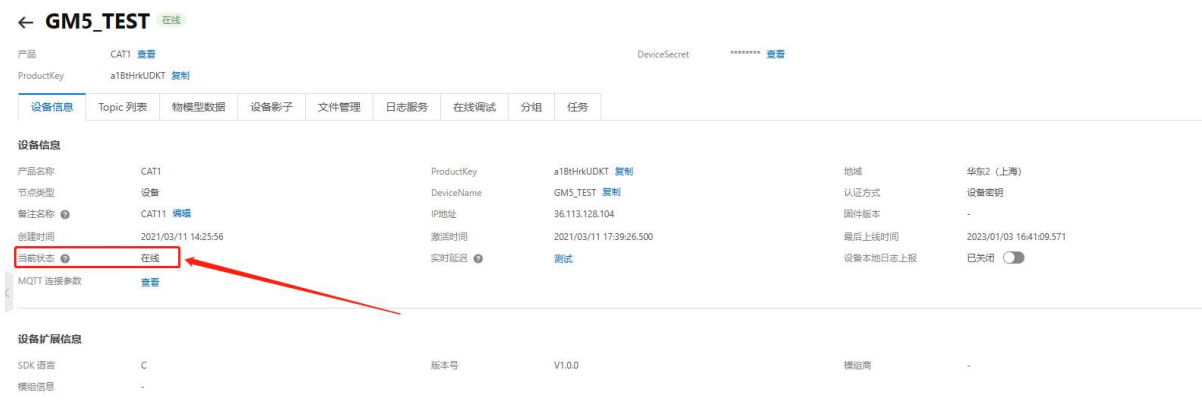 ← GM5_TEST 在线
产品 CAT1 查看 DeviceSecret ******** 查看
ProductKey a1BtHrkUDKT 复制
设备信息 Topic 列表 物模型数据 设备影子 文件管理 日志服务 在线调试 分组 任务
设备信息
产品名称 CAT1 ProductKey a1BtHrkUDKT 复制 地域 华东2（上海）
节点类型 设备 DeviceName GM5_TEST 复制 认证方式 设备密钥
备注名称 CAT11 编辑 IP地址 36.113.128.104 固件版本 -
创建时间 2021/03/11 14:25:56 激活时间 2021/03/11 17:39:26.500 最后上线时间 2023/01/03 16:41:09.571
当前状态 在线 实时延迟 测试 设备本地日志上报 已关闭
MQTT 连接参数 查看
设备扩展信息
SDK 语言 C 版本号 V1.0.0 模组商 -
模组信息 -